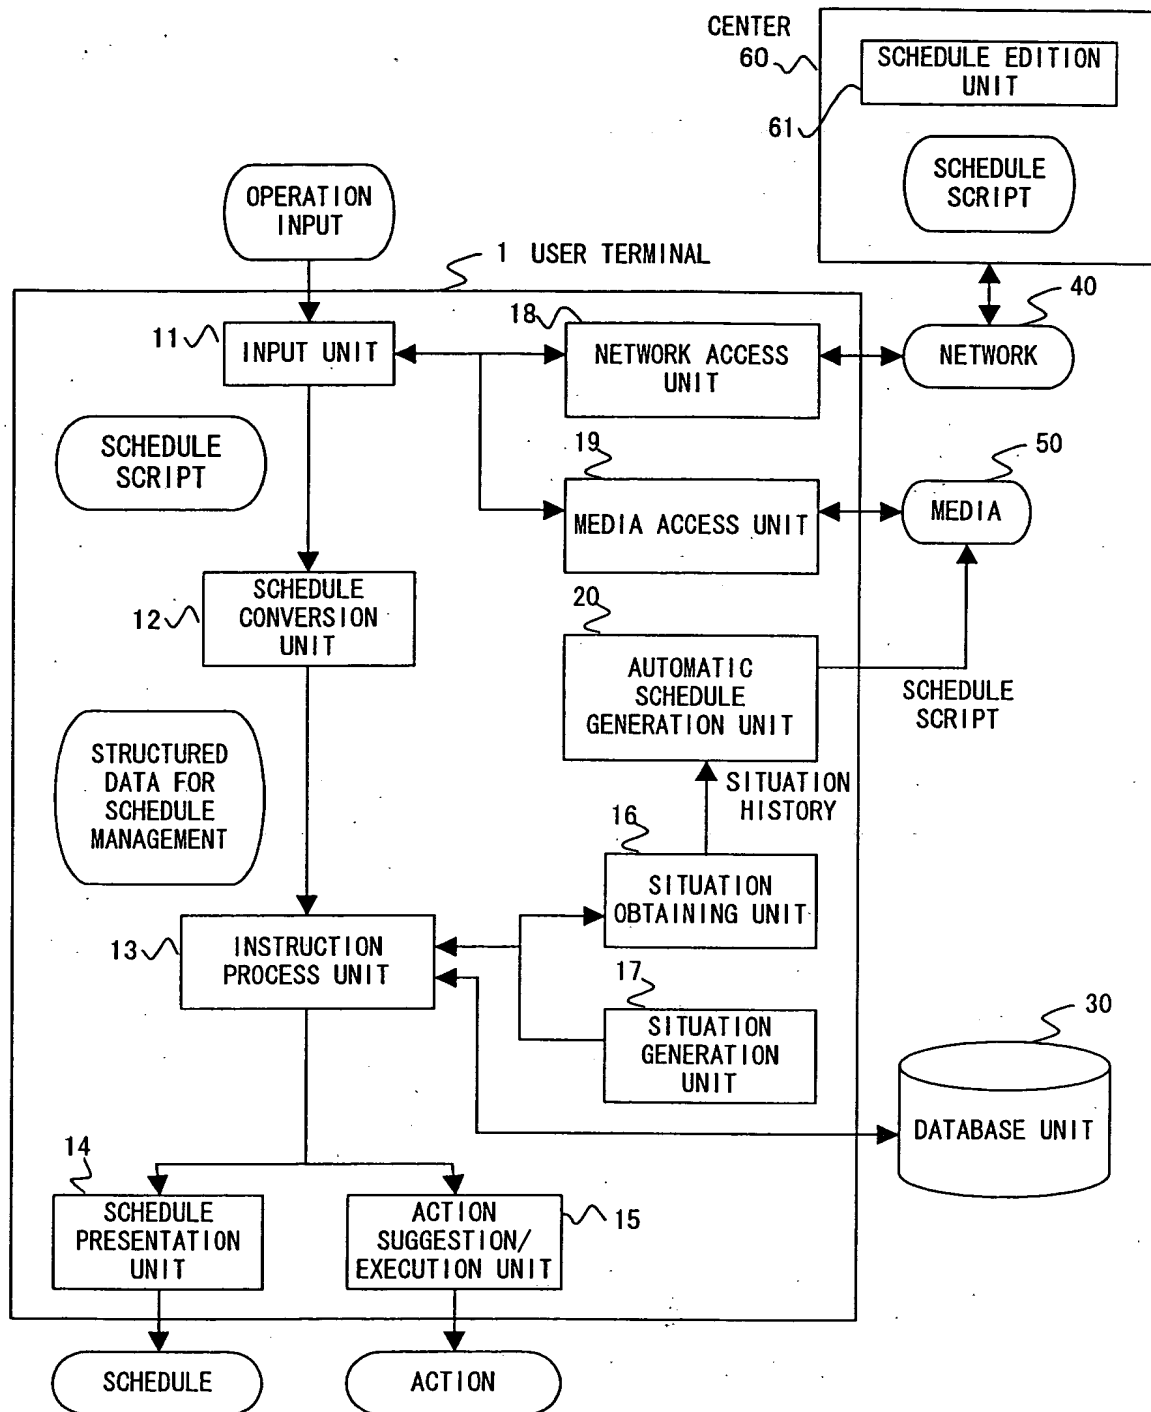 CENTER
60
SCHEDULE EDITION
UNIT
61
SCHEDULE
SCRIPT
OPERATION
INPUT
1 USER TERMINAL
40
11
INPUT UNIT
18
NETWORK ACCESS
UNIT
NETWORK
SCHEDULE
SCRIPT
19
MEDIA ACCESS UNIT
50
MEDIA
12
SCHEDULE
CONVERSION
UNIT
20
AUTOMATIC
SCHEDULE
GENERATION UNIT
SCHEDULE
SCRIPT
STRUCTURED
DATA FOR
SCHEDULE
MANAGEMENT
SITUATION
HISTORY
16
SITUATION
OBTAINING UNIT
13
INSTRUCTION
PROCESS UNIT
17
SITUATION
GENERATION
UNIT
30
DATABASE UNIT
14
SCHEDULE
PRESENTATION
UNIT
ACTION
SUGGESTION/
EXECUTION UNIT
15
SCHEDULE
ACTION